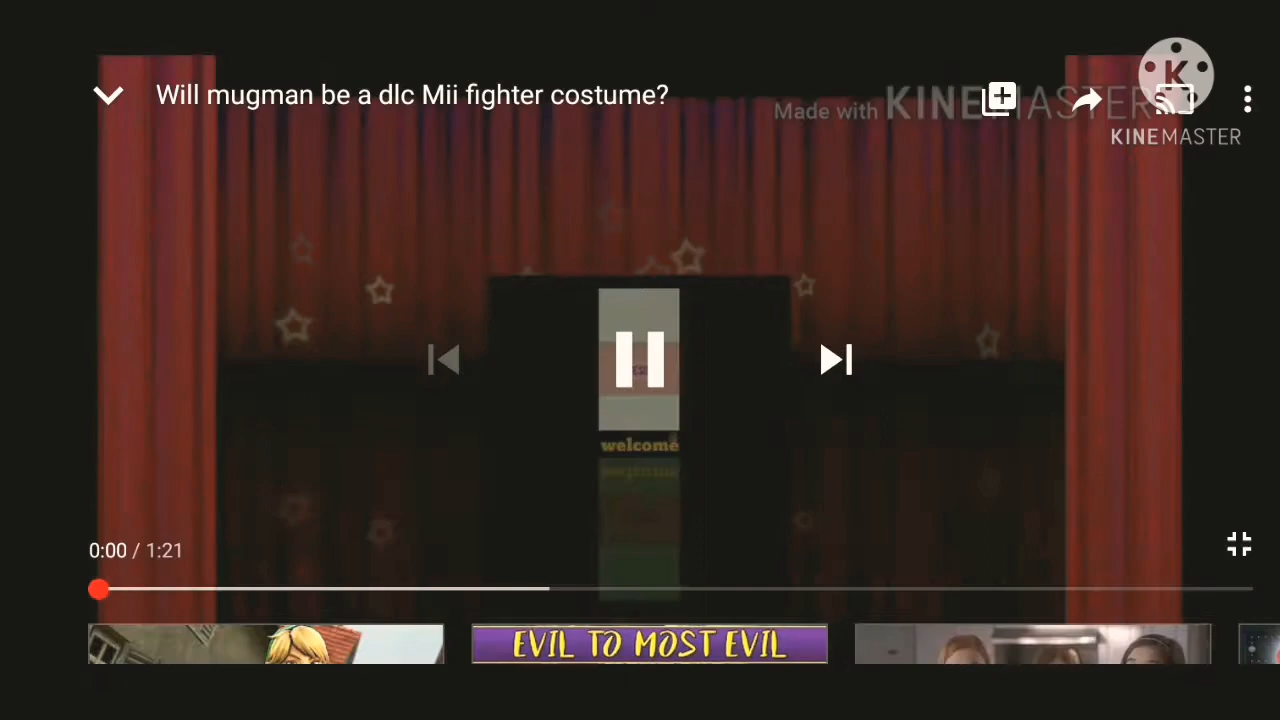 Will mugman be a dlc Mii fighter costume?
Made with KINEMASTER
KINEMASTER
welcome
0:00 / 1:21
EVIL TO MOST EVIL